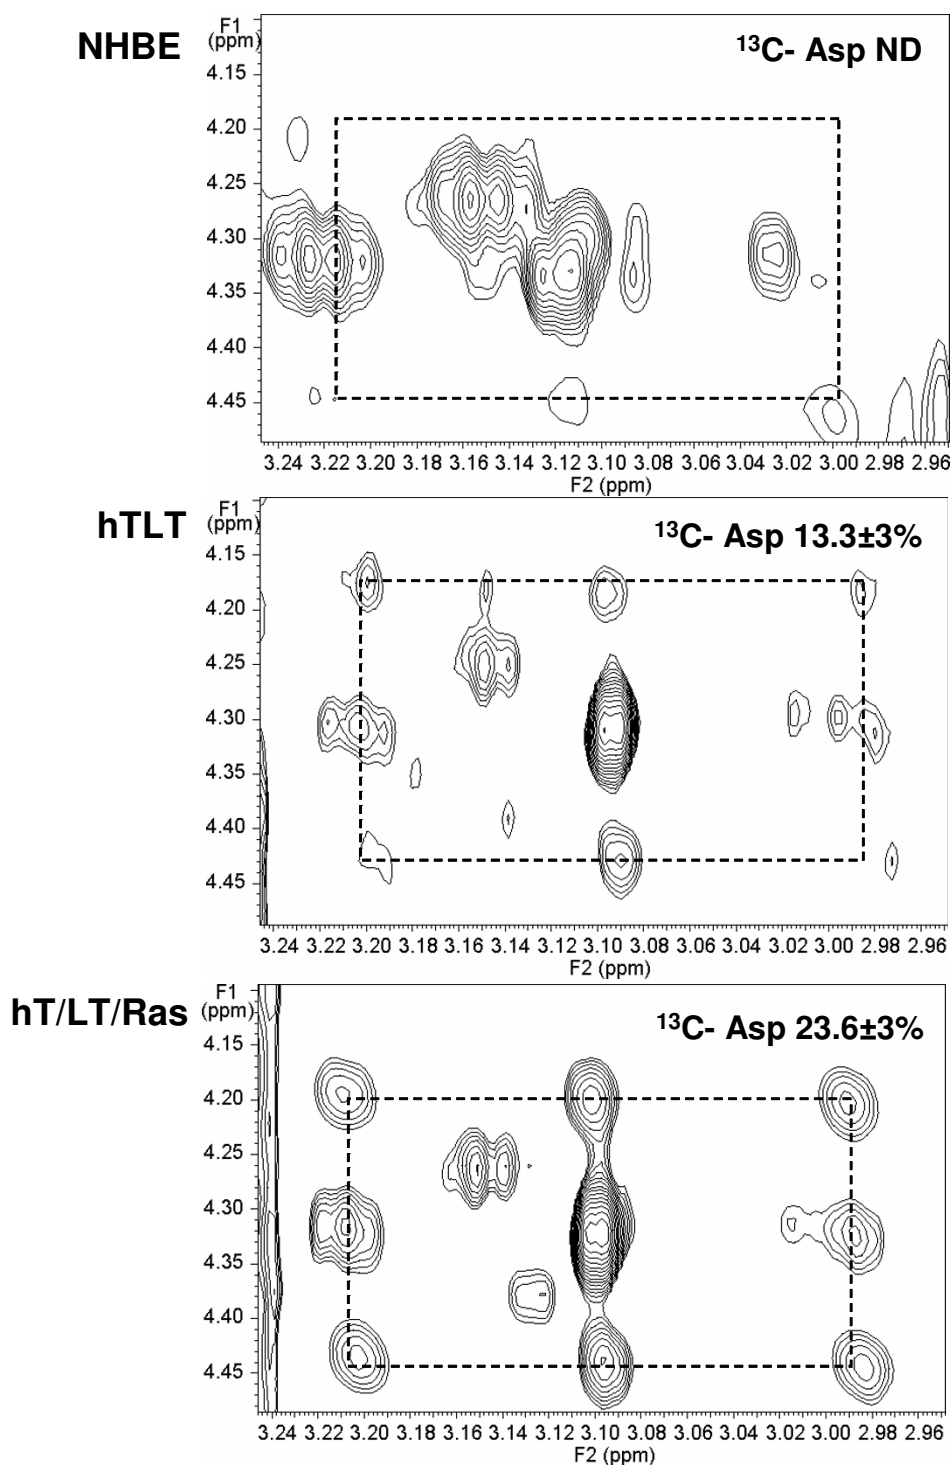 NHBE
F1
(ppm)
¹³C- Asp ND
4.15
4.20
4.25
4.30
4.35
4.40
4.45
3.24 3.22 3.20 3.18 3.16 3.14 3.12 3.10 3.08 3.06 3.04 3.02 3.00 2.98 2.96
F2 (ppm)
hTLT
F1
(ppm)
¹³C- Asp 13.3±3%
4.15
4.20
4.25
4.30
4.35
4.40
4.45
3.24 3.22 3.20 3.18 3.16 3.14 3.12 3.10 3.08 3.06 3.04 3.02 3.00 2.98 2.96
F2 (ppm)
hT/LT/Ras
F1
(ppm)
¹³C- Asp 23.6±3%
4.15
4.20
4.25
4.30
4.35
4.40
4.45
3.24 3.22 3.20 3.18 3.16 3.14 3.12 3.10 3.08 3.06 3.04 3.02 3.00 2.98 2.96
F2 (ppm)